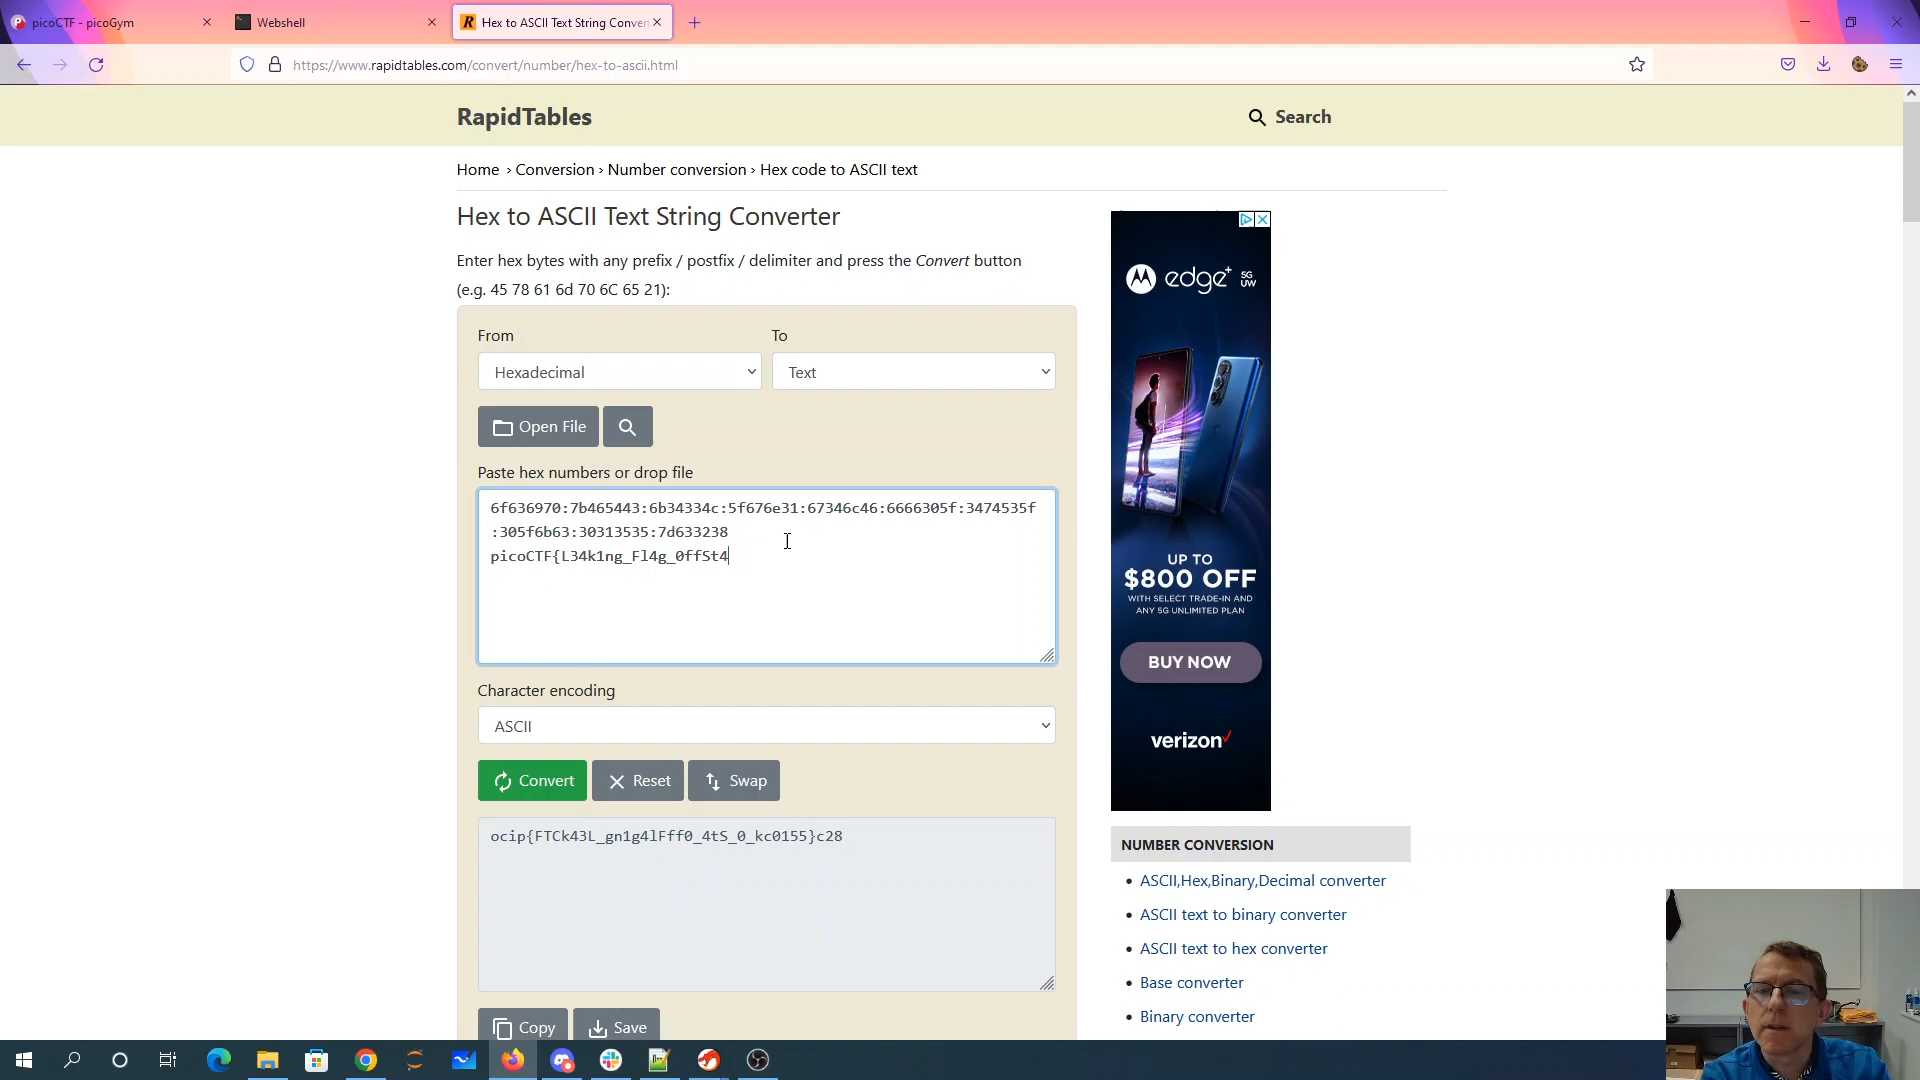 picoCTF - picoGym
Webshell
Hex to ASCII Text String Conver
https://www.rapidtables.com/convert/number/hex-to-ascii.html
RapidTables
Search
Home › Conversion › Number conversion › Hex code to ASCII text
Hex to ASCII Text String Converter
Enter hex bytes with any prefix / postfix / delimiter and press the Convert button
(e.g. 45 78 61 6d 70 6C 65 21):
From
To
Hexadecimal
Text
Open File
Paste hex numbers or drop file
6f636970:7b465443:6b34334c:5f676e31:67346c46:6666305f:3474535f
:305f6b63:30313535:7d633238
picoCTF{L34k1ng_Fl4g_0ffSt4
Character encoding
ASCII
Convert
Reset
Swap
ocip{FTCk43L_gn1g4lFff0_4tS_0_kc0155}c28
Copy
Save
edge+ 5G UW
UP TO
$800 OFF
WITH SELECT TRADE-IN AND
ANY 5G UNLIMITED PLAN
BUY NOW
verizon
NUMBER CONVERSION
ASCII,Hex,Binary,Decimal converter
ASCII text to binary converter
ASCII text to hex converter
Base converter
Binary converter